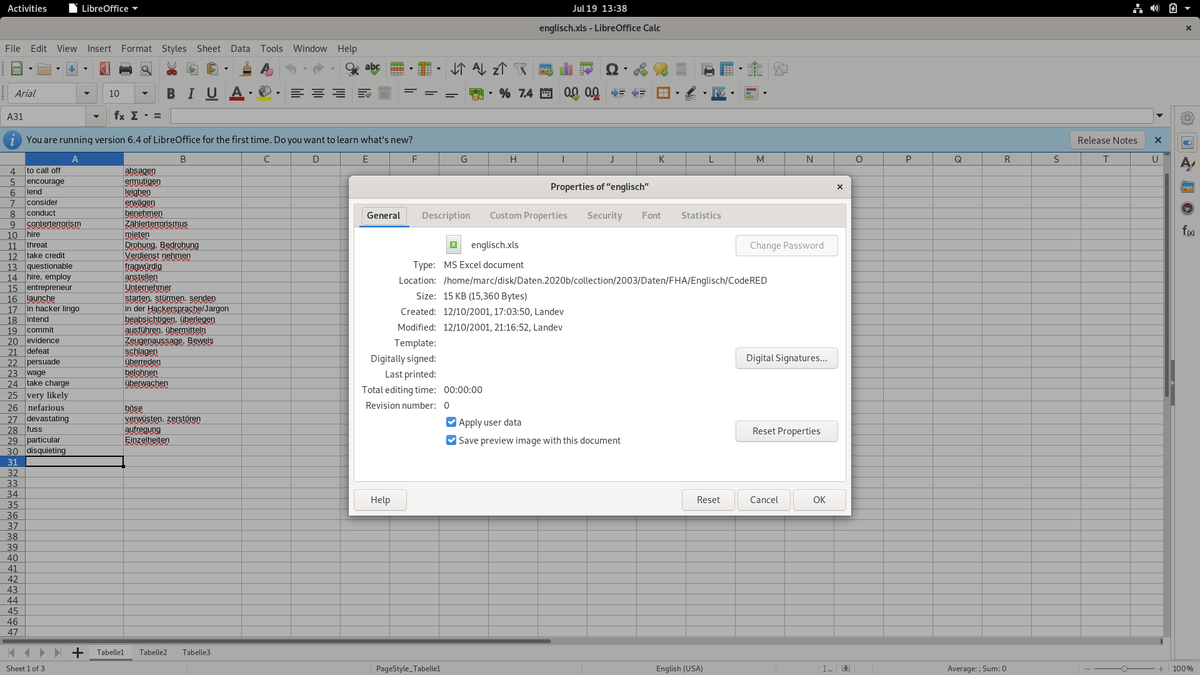 Activities LibreOffice Jul 19 13:38
englisch.xls - LibreOffice Calc
File Edit View Insert Format Styles Sheet Data Tools Window Help
Arial 10
A31
You are running version 6.4 of LibreOffice for the first time. Do you want to learn what's new? Release Notes
A B C D E F G H I J K L M N O P Q R S T U
4 to call off absagen
5 encourage ermutigen
6 lend leighen
7 consider erwägen
8 conduct benehmen
9 conterterrorism Zählerterrorismus
10 hire mieten
11 threat Drohung, Bedrohung
12 take credit Verdienst nehmen
13 questionable fragwürdig
14 hire, employ anstellen
15 entrepreneur Unternehmer
16 launche starten, stürmen, senden
17 in hacker lingo in der Hackersprache/Jargon
18 intend beabsichtigen, überlegen
19 commit ausführen, übermitteln
20 evidence Zeugenaussage, Beweis
21 defeat schlagen
22 persuade überreden
23 wage belohnen
24 take charge überwachen
25 very likely
26 nefarious böse
27 devastating verwüsten, zerstören
28 fuss aufregung
29 particular Einzelheiten
30 disquieting
31
32
33
34
35
36
37
38
39
40
41
42
43
44
45
46
47
Properties of "englisch"
General Description Custom Properties Security Font Statistics
englisch.xls Change Password
Type: MS Excel document
Location: /home/marc/disk/Daten.2020b/collection/2003/Daten/FHA/Englisch/CodeRED
Size: 15 KB (15,360 Bytes)
Created: 12/10/2001, 17:03:50, Landev
Modified: 12/10/2001, 21:16:52, Landev
Template:
Digitally signed: Digital Signatures...
Last printed:
Total editing time: 00:00:00
Revision number: 0
Apply user data
Save preview image with this document Reset Properties
Help Reset Cancel OK
Tabelle1 Tabelle2 Tabelle3
Sheet 1 of 3 PageStyle_Tabelle1 English (USA) Average: ; Sum: 0 100%